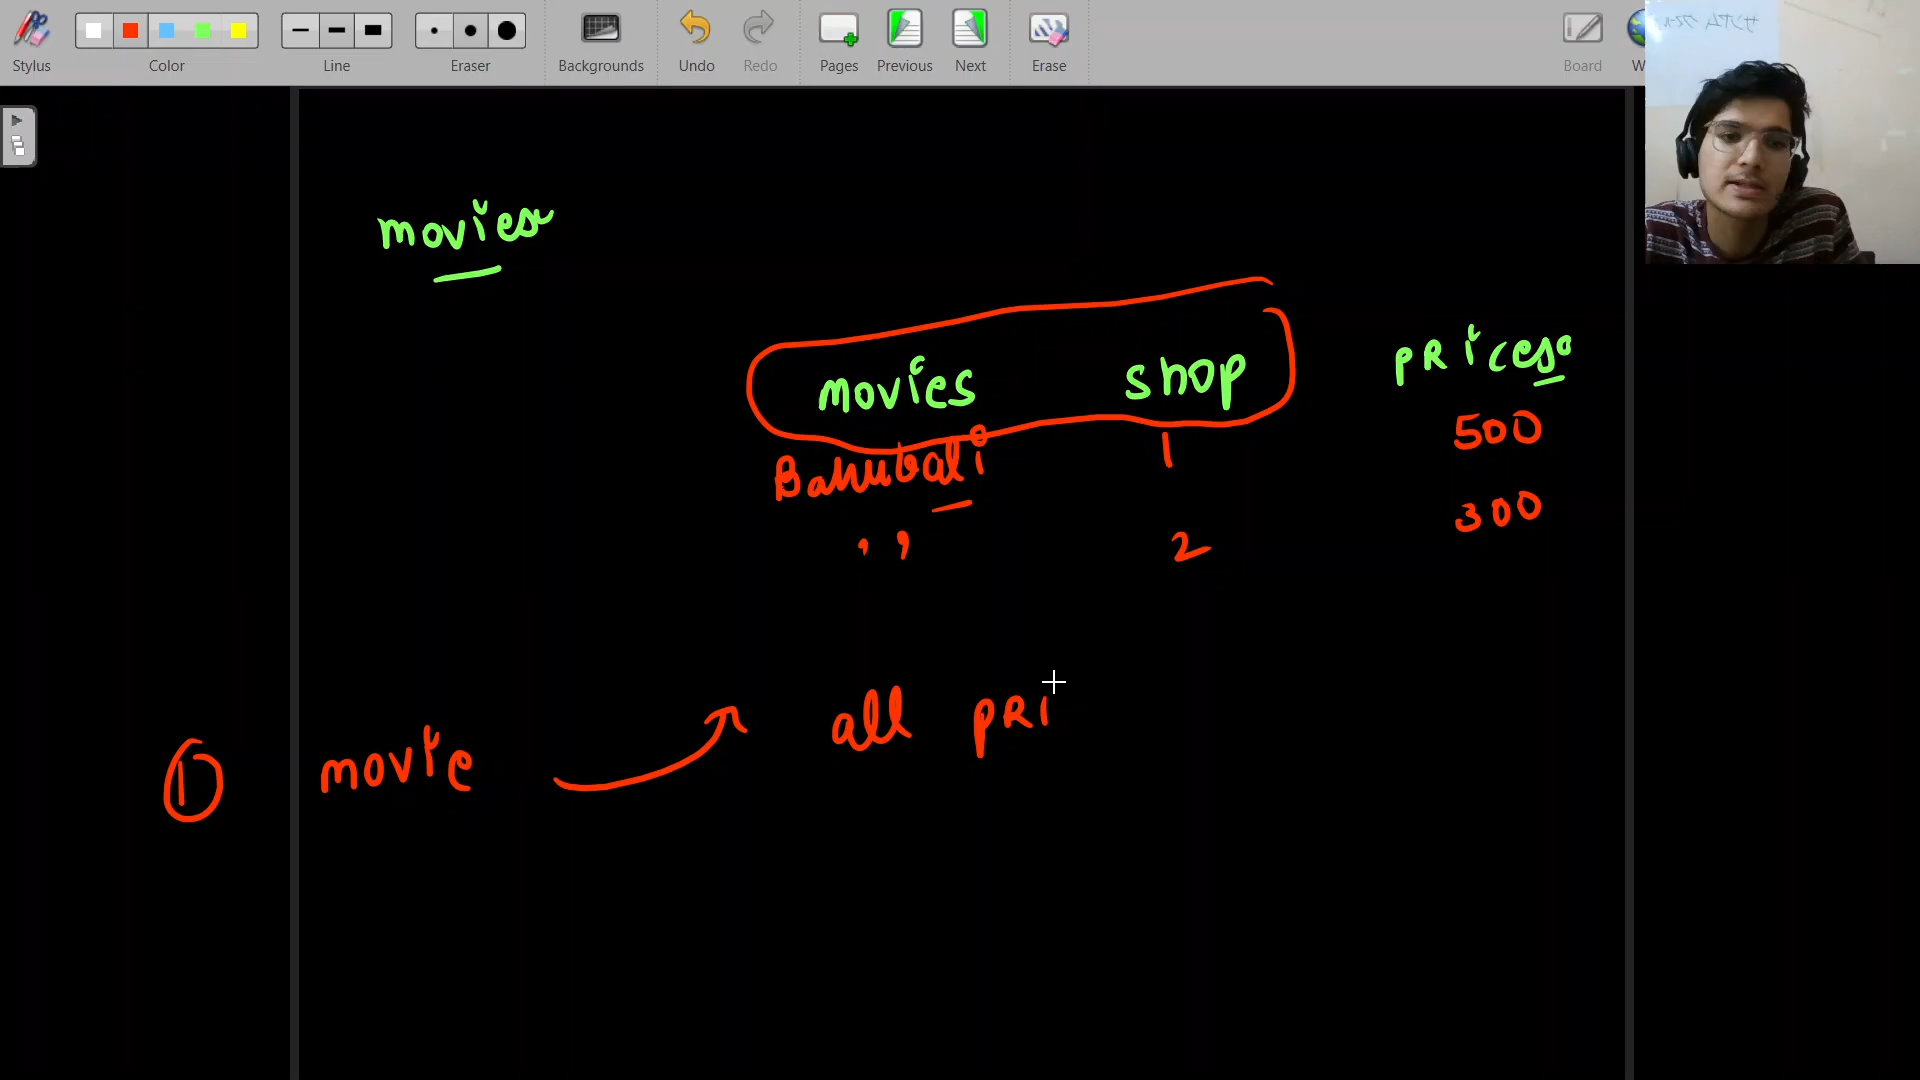 Stylus Color Line Eraser Backgrounds Undo Redo Pages Previous Next Erase Board W
movies
movies shop prices
Bahubali 1 500
,, 2 300
1 movie all pri